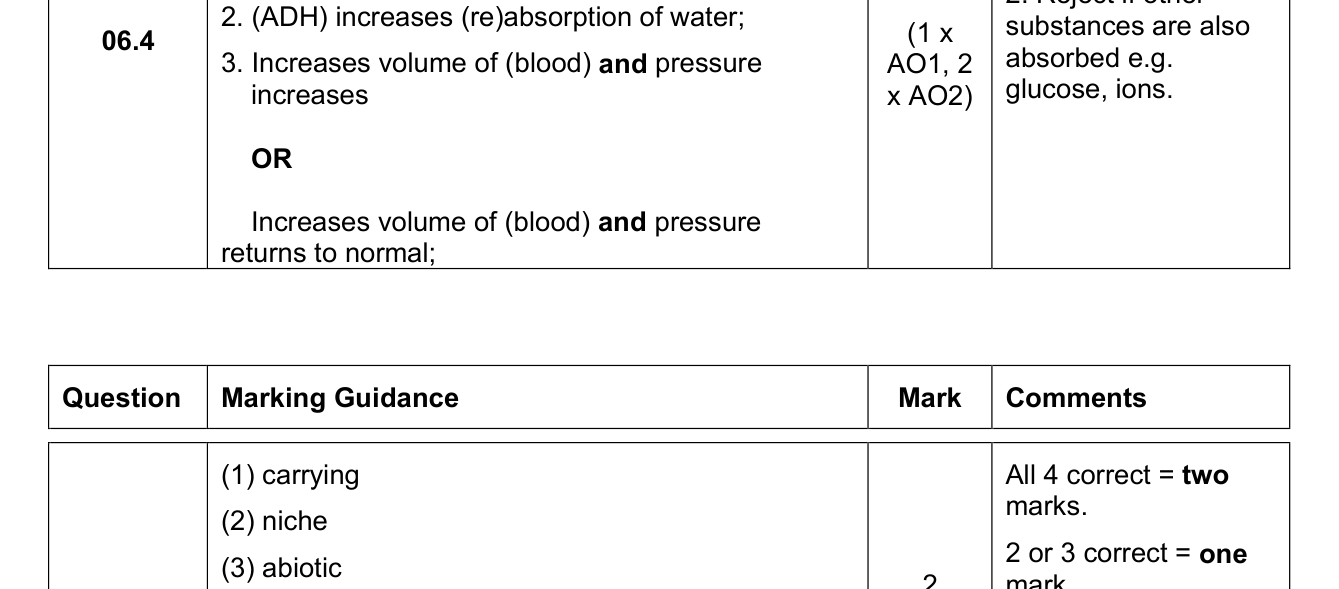 06.4
2. (ADH) increases (re)absorption of water;
3. Increases volume of (blood) and pressure
increases
OR
Increases volume of (blood) and pressure
returns to normal;
(1 x
AO1, 2
x AO2)
substances are also
absorbed e.g.
glucose, ions.
Question Marking Guidance Mark Comments
(1) carrying
(2) niche
(3) abiotic
2
All 4 correct = two
marks.
2 or 3 correct = one
mark